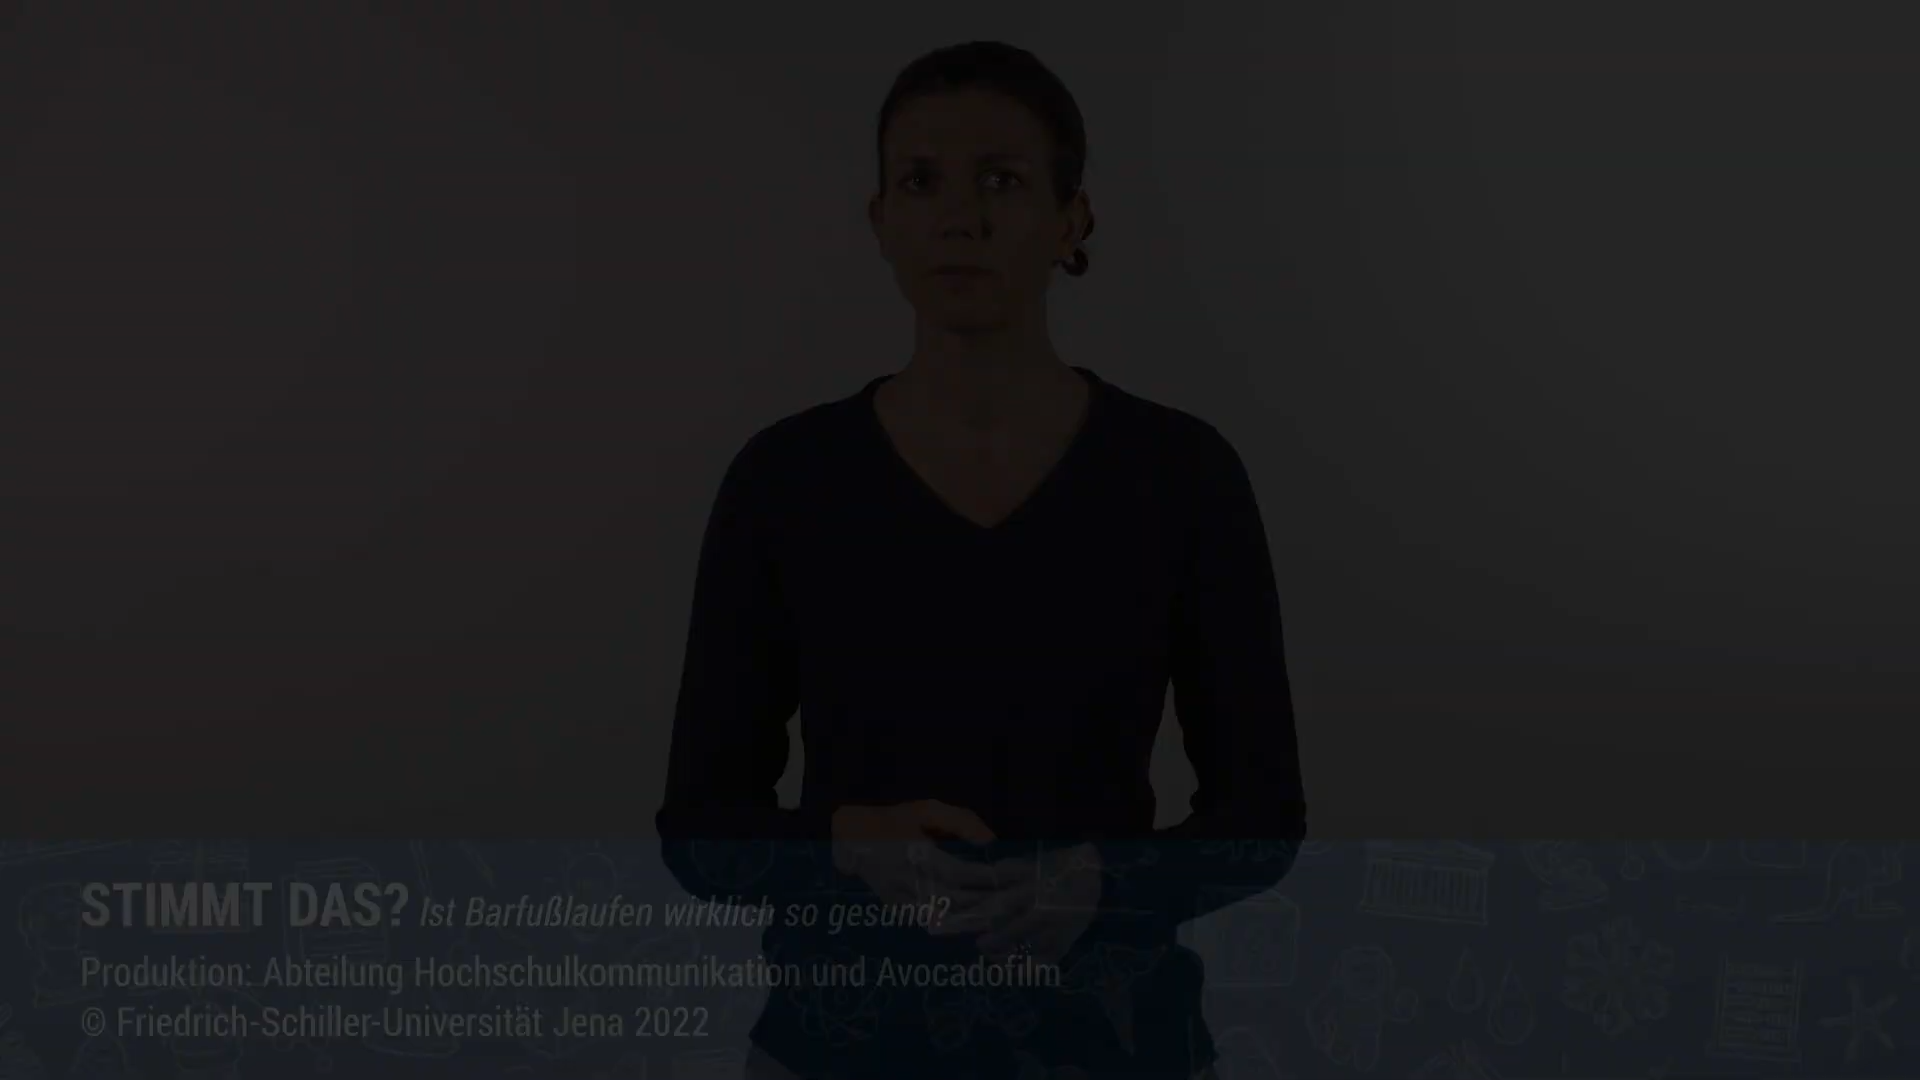 STIMMT DAS? Ist Barfußlaufen wirklich so gesund?
Produktion: Abteilung Hochschulkommunikation und Avocadofilm
© Friedrich-Schiller-Universität Jena 2022